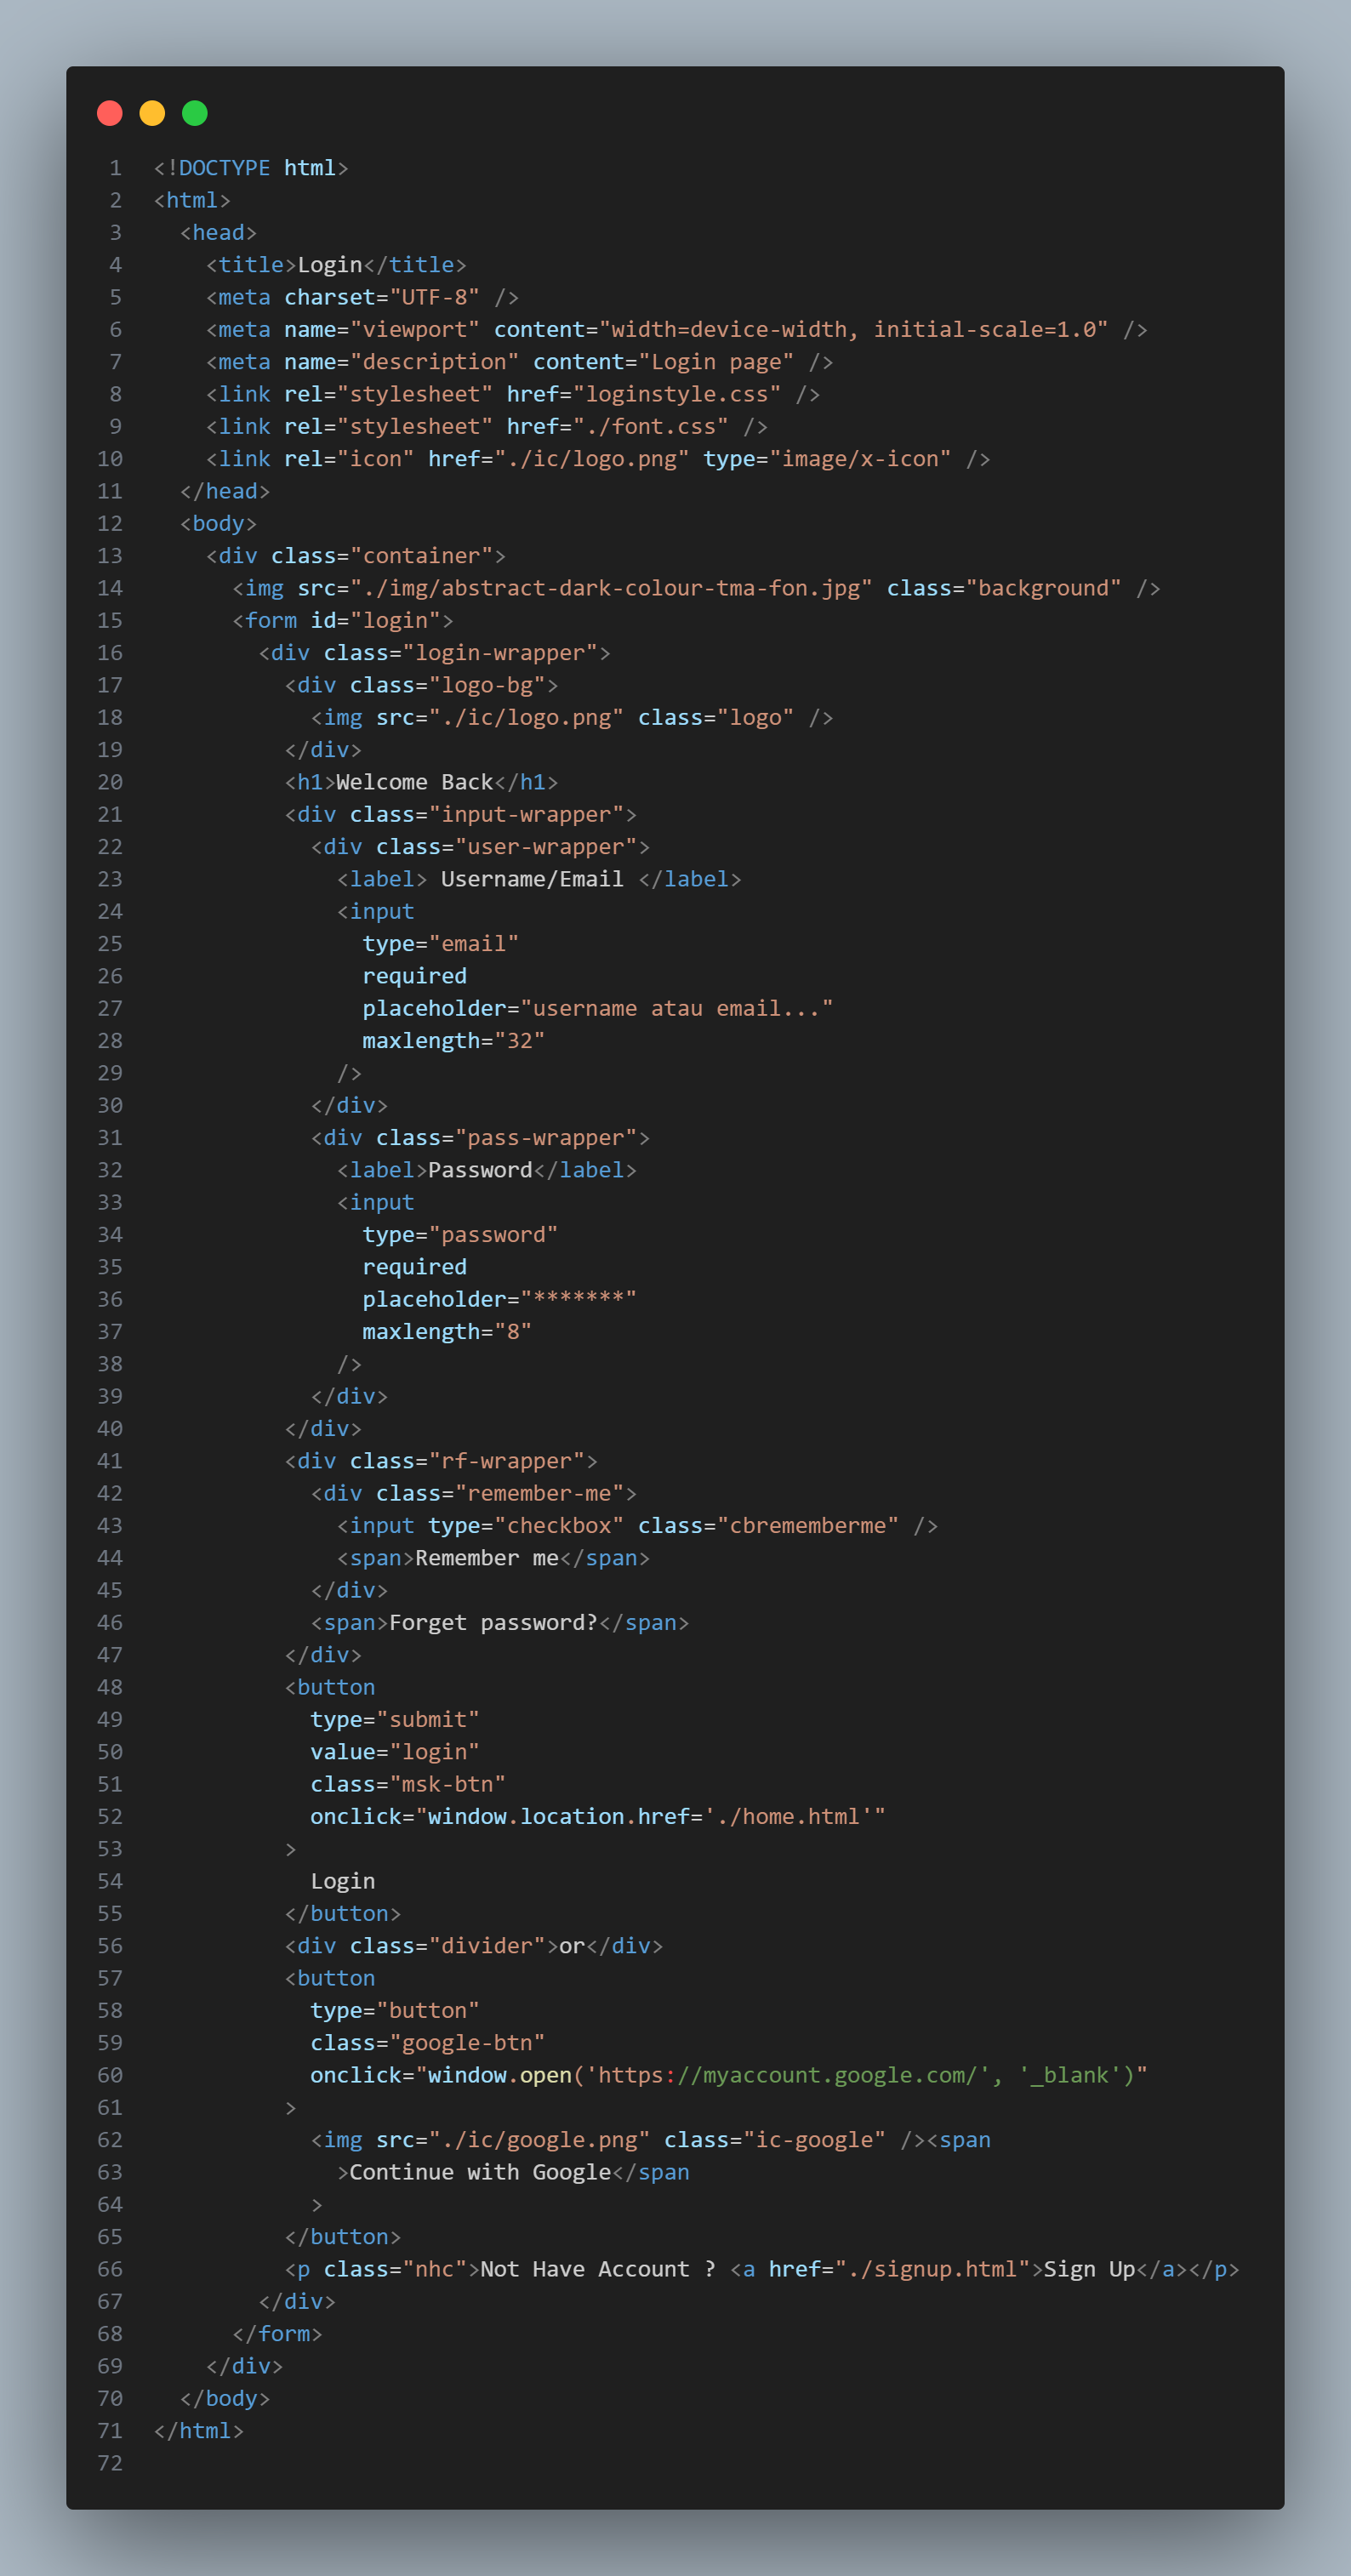 1 <!DOCTYPE html>
2 <html>
3   <head>
4     <title>Login</title>
5     <meta charset="UTF-8" />
6     <meta name="viewport" content="width=device-width, initial-scale=1.0" />
7     <meta name="description" content="Login page" />
8     <link rel="stylesheet" href="loginstyle.css" />
9     <link rel="stylesheet" href="./font.css" />
10     <link rel="icon" href="./ic/logo.png" type="image/x-icon" />
11   </head>
12   <body>
13     <div class="container">
14       <img src="./img/abstract-dark-colour-tma-fon.jpg" class="background" />
15       <form id="login">
16         <div class="login-wrapper">
17           <div class="logo-bg">
18             <img src="./ic/logo.png" class="logo" />
19           </div>
20           <h1>Welcome Back</h1>
21           <div class="input-wrapper">
22             <div class="user-wrapper">
23               <label> Username/Email </label>
24               <input
25                 type="email"
26                 required
27                 placeholder="username atau email..."
28                 maxlength="32"
29               />
30             </div>
31             <div class="pass-wrapper">
32               <label>Password</label>
33               <input
34                 type="password"
35                 required
36                 placeholder="*******"
37                 maxlength="8"
38               />
39             </div>
40           </div>
41           <div class="rf-wrapper">
42             <div class="remember-me">
43               <input type="checkbox" class="cbrememberme" />
44               <span>Remember me</span>
45             </div>
46             <span>Forget password?</span>
47           </div>
48           <button
49             type="submit"
50             value="login"
51             class="msk-btn"
52             onclick="window.location.href='./home.html'"
53           >
54             Login
55           </button>
56           <div class="divider">or</div>
57           <button
58             type="button"
59             class="google-btn"
60             onclick="window.open('https://myaccount.google.com/', '_blank')"
61           >
62             <img src="./ic/google.png" class="ic-google" /><span
63               >Continue with Google</span
64             >
65           </button>
66           <p class="nhc">Not Have Account ? <a href="./signup.html">Sign Up</a></p>
67         </div>
68       </form>
69     </div>
70   </body>
71 </html>
72